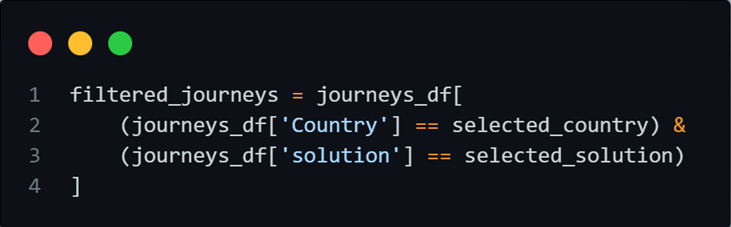 1 filtered_journeys = journeys_df[
2     (journeys_df['Country'] == selected_country) &
3     (journeys_df['solution'] == selected_solution)
4 ]